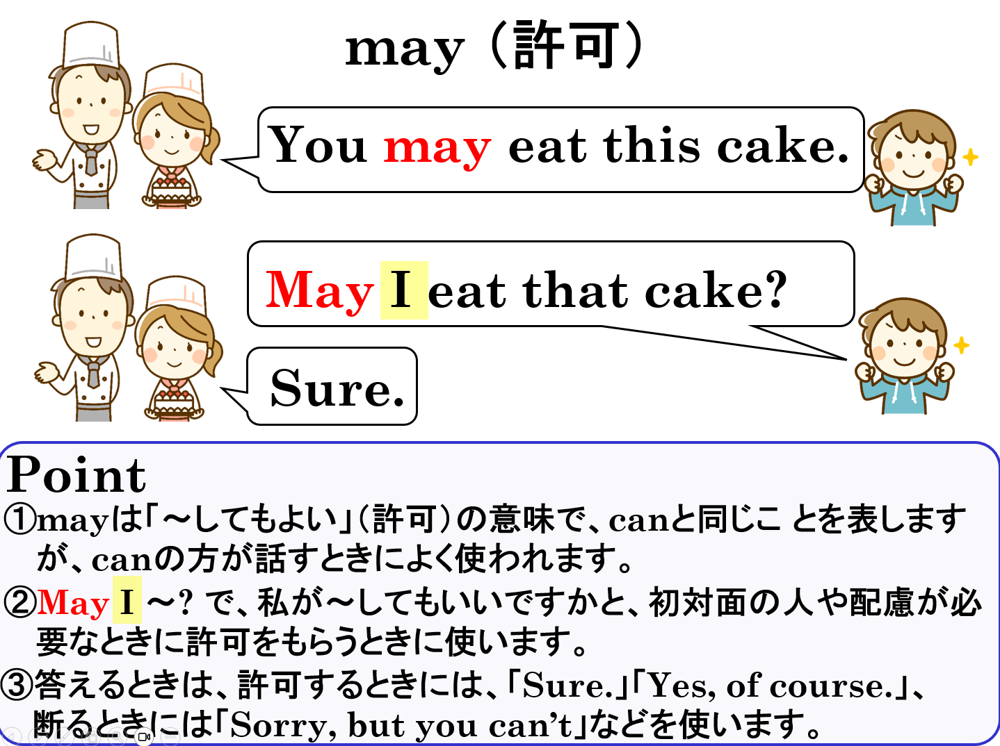 may（許可）
You may eat this cake.
May I eat that cake?
Sure.
Point
①mayは「～してもよい」（許可）の意味で、canと同じこ とを表します
が、canの方が話すときによく使われます。
②May I ～? で、私が～してもいいですかと、初対面の人や配慮が必
要なときに許可をもらうときに使います。
③答えるときは、許可するときには、「Sure.」「Yes, of course.」、
断るときには「Sorry, but you can’t」などを使います。